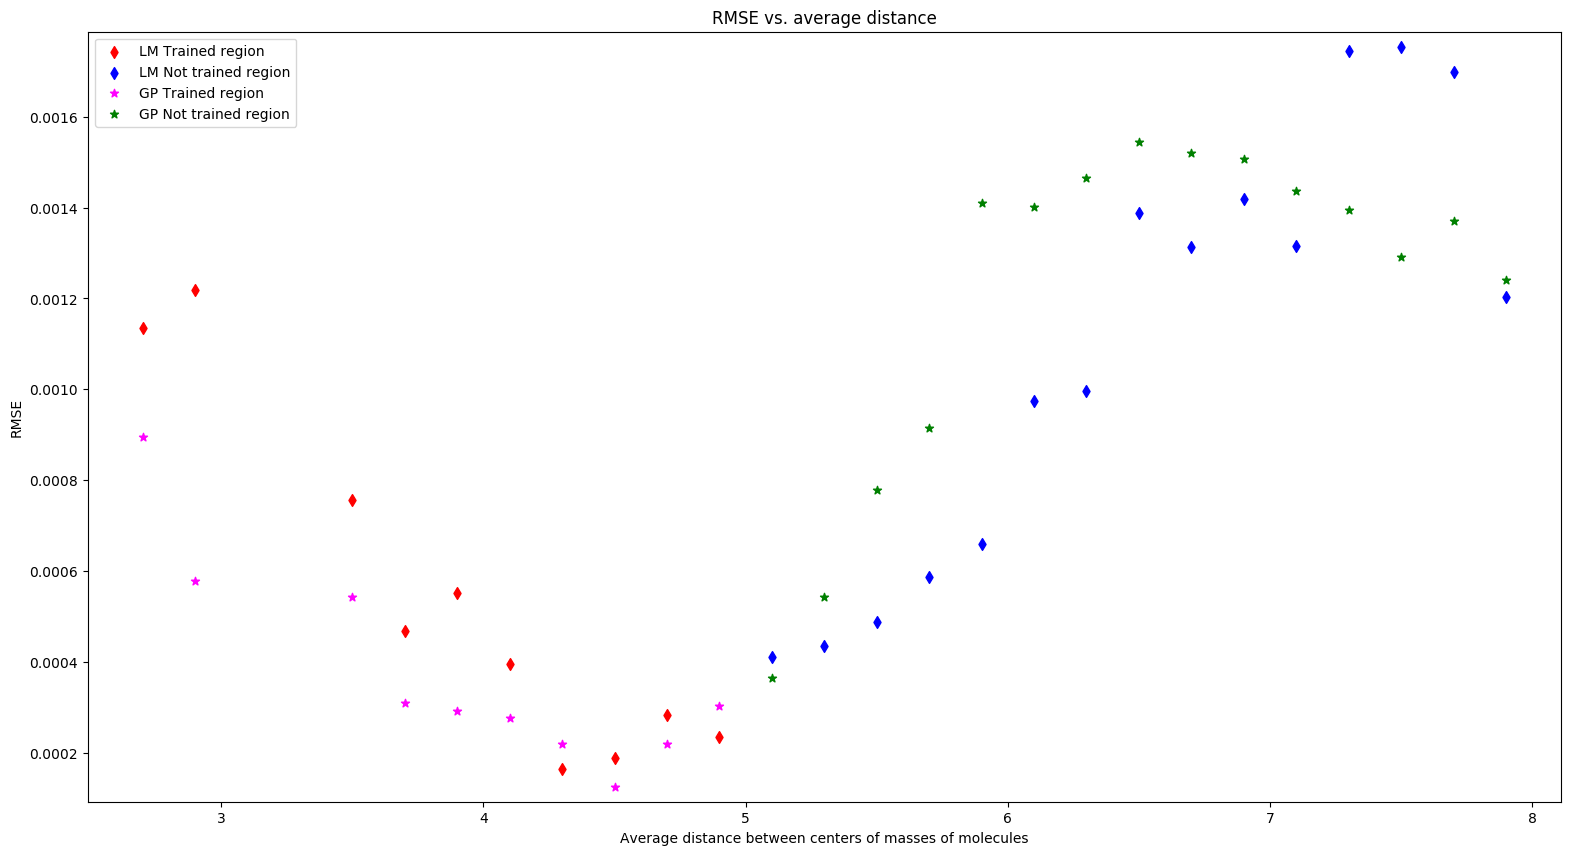 RMSE vs. average distance
LM Trained region
LM Not trained region
GP Trained region
GP Not trained region
0.0016
0.0014
0.0012
0.0010
0.0008
0.0006
0.0004
0.0002
RMSE
3 4 5 6 7 8
Average distance between centers of masses of molecules